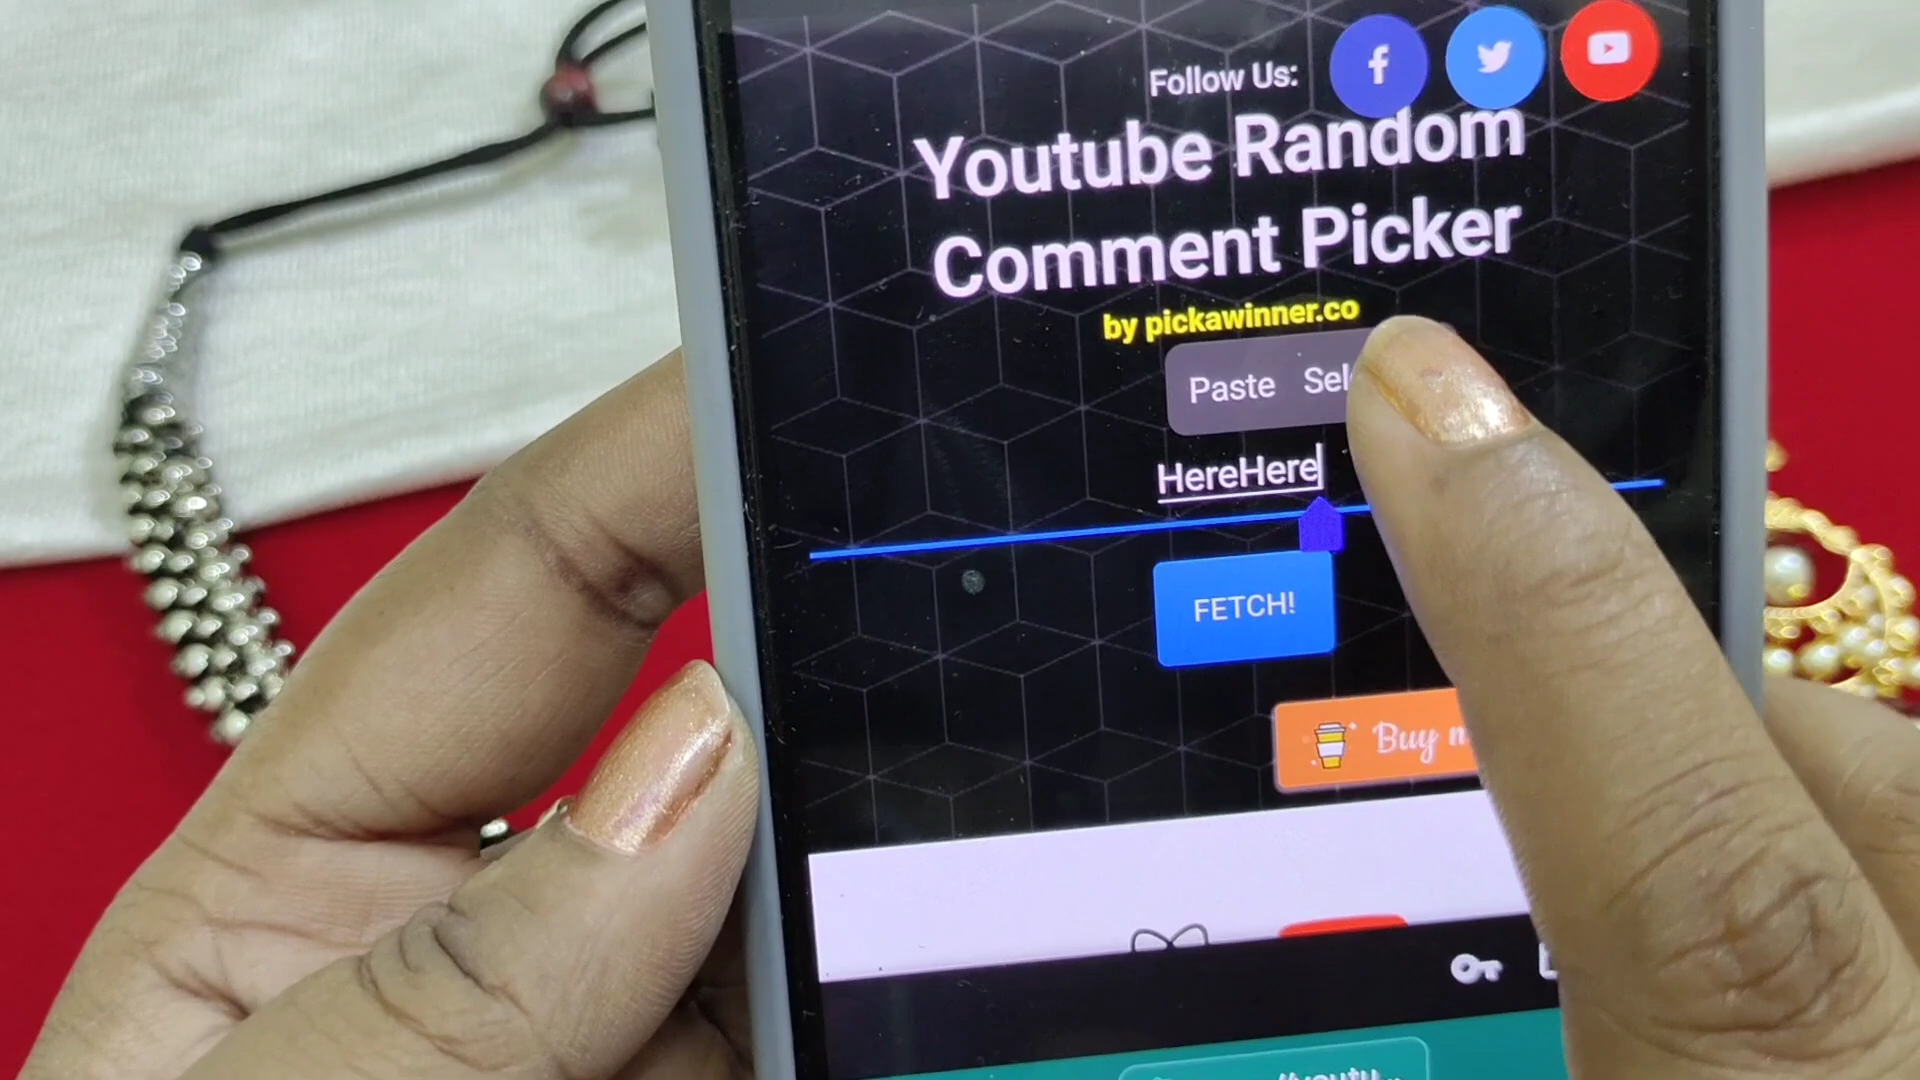 Follow Us:
Youtube Random
Comment Picker
by pickawinner.co
Paste
HereHere
FETCH!
Buy